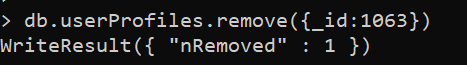 > db.userProfiles.remove({_id:1063})
WriteResult({ "nRemoved" : 1 })